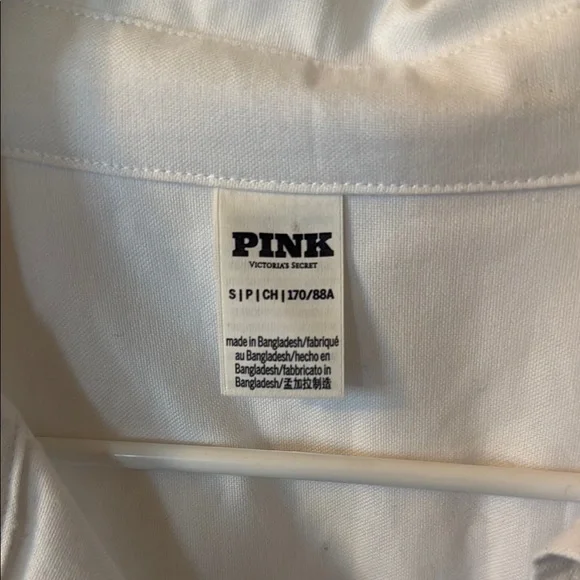 PINK
VICTORIA'S SECRET
S | P | CH | 170/88A
made in Bangladesh/fabriqué
au Bangladesh/hecho en
Bangladesh/fabbricato in
Bangladesh/孟加拉制造